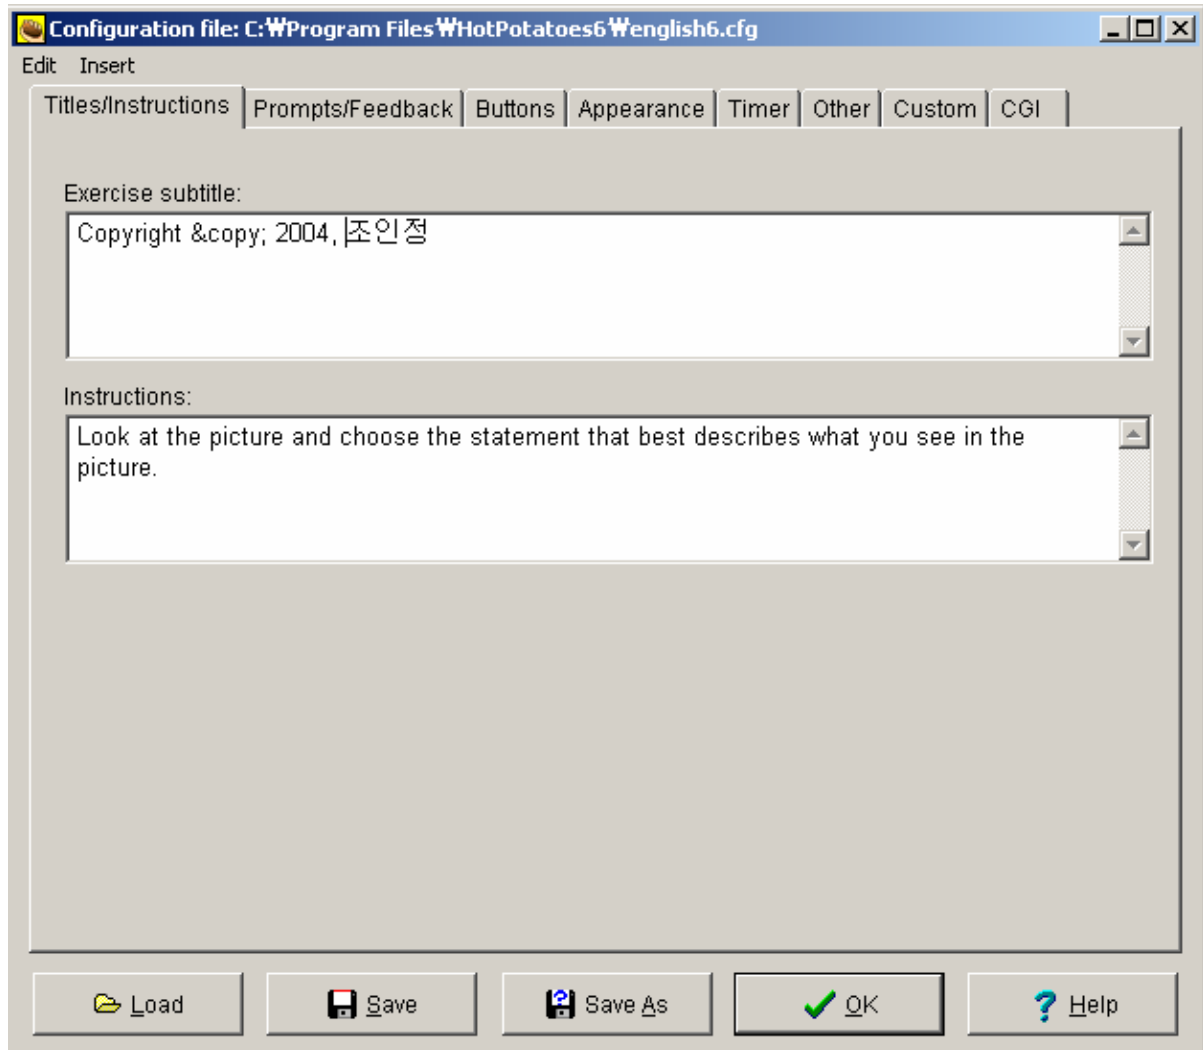 Configuration file: C:₩Program Files₩HotPotatoes6₩english6.cfg
Edit Insert
Titles/Instructions Prompts/Feedback Buttons Appearance Timer Other Custom CGI
Exercise subtitle:
Copyright &copy; 2004, 조인정
Instructions:
Look at the picture and choose the statement that best describes what you see in the
picture.
Load Save Save As OK Help